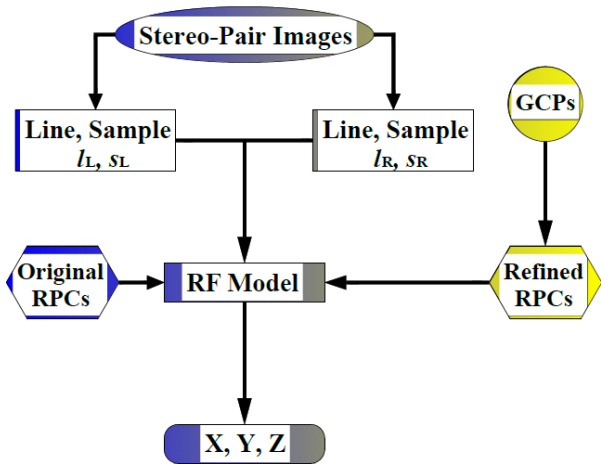 Stereo-Pair Images
Line, Sample
lL, sL
Line, Sample
lR, sR
GCPs
Original
RPCs
RF Model
Refined
RPCs
X, Y, Z